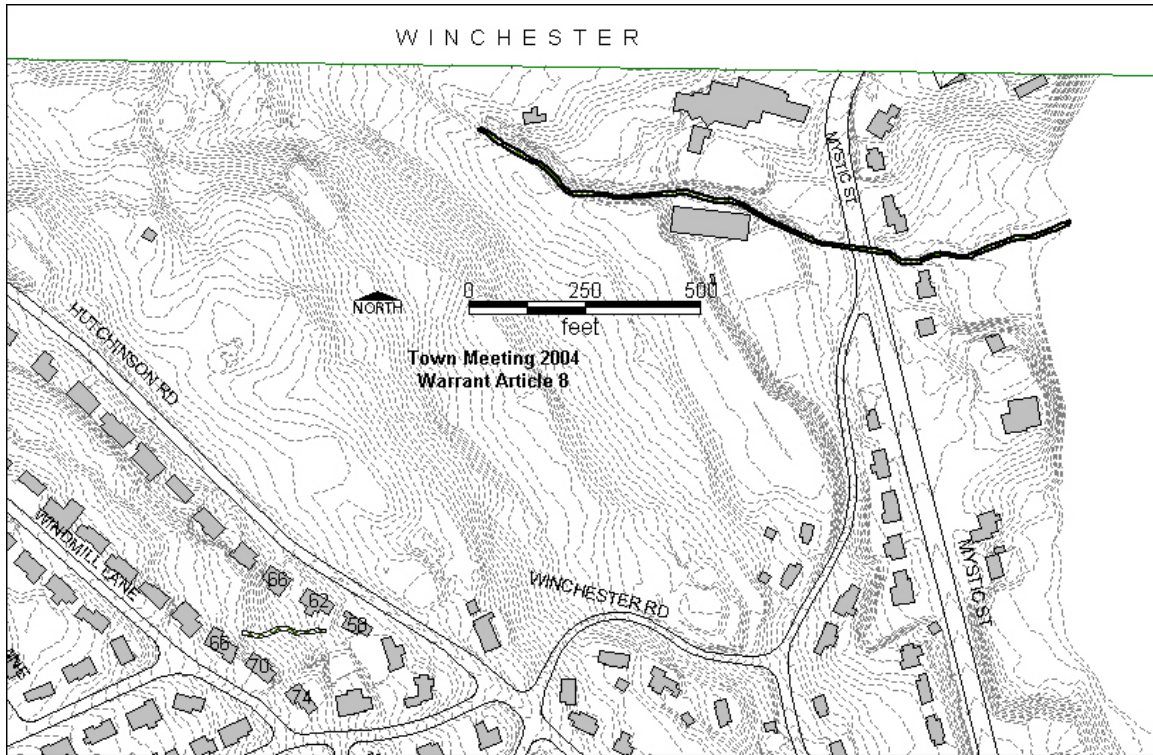 WINCHESTER
MYSTIC ST
0 250 500
feet
NORTH
HUTCHINSON RD
Town Meeting 2004
Warrant Article 8
WINDMILL LANE
66
62
58
WINCHESTER RD
MYSTIC ST
66
70
74